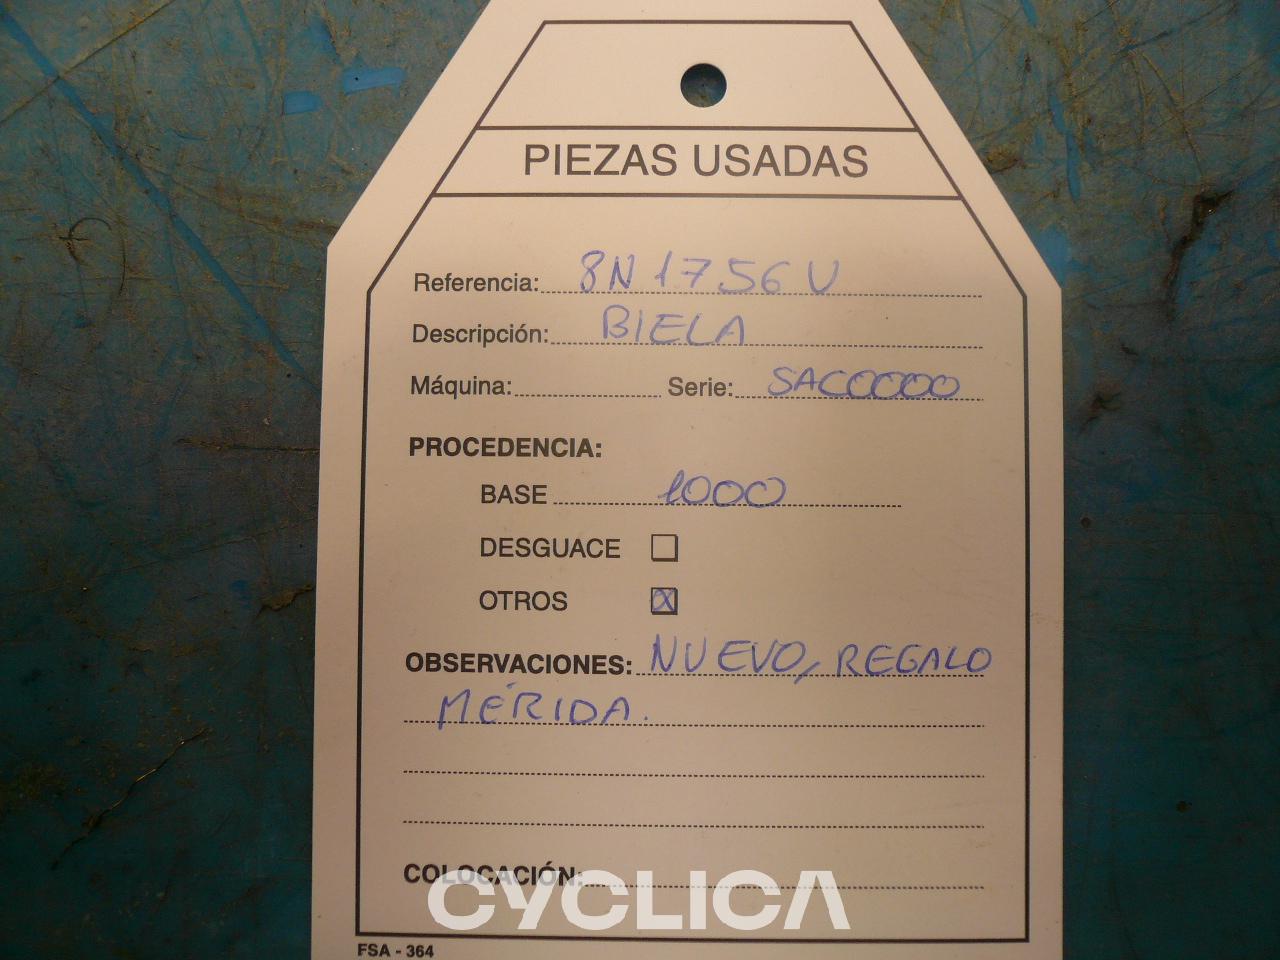 PIEZAS USADAS
Referencia: 8N1756U
Descripción: BIELA
Máquina: Serie: SAC0000
PROCEDENCIA:
BASE 1000
DESGUACE
OTROS X
OBSERVACIONES: NUEVO, REGALO
MÉRIDA.
COLOCACIÓN:
CYCLICA
FSA - 364